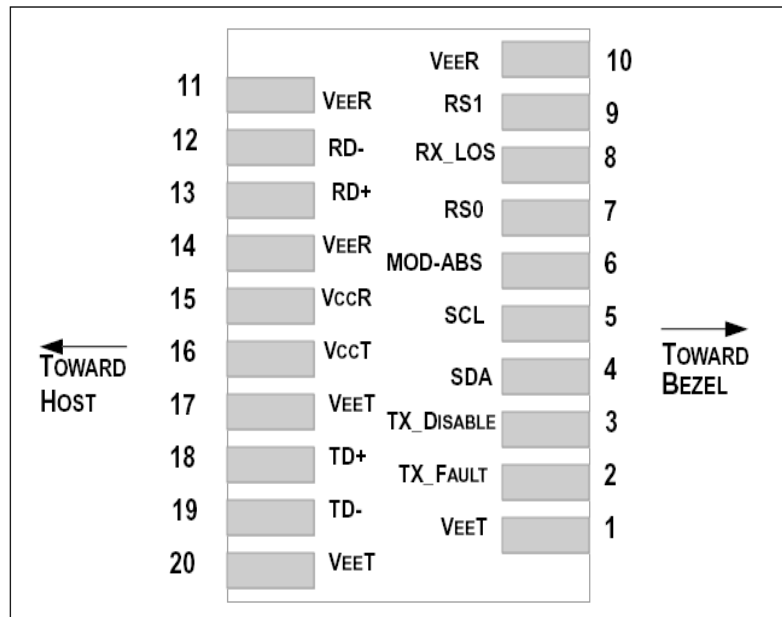 11 VEER
12 RD-
13 RD+
14 VEER
15 VCCR
16 VCCT
17 VEET
18 TD+
19 TD-
20 VEET
TOWARD
HOST
VEER 10
RS1 9
RX_LOS 8
RS0 7
MOD-ABS 6
SCL 5
SDA 4
TX_DISABLE 3
TX_FAULT 2
VEET 1
TOWARD
BEZEL